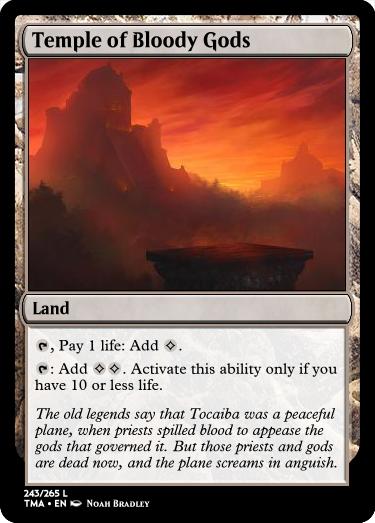 Temple of Bloody Gods
Land
, Pay 1 life: Add .
: Add . Activate this ability only if you
have 10 or less life.
The old legends say that Tocaiba was a peaceful
plane, when priests spilled blood to appease the
gods that governed it. But those priests and gods
are dead now, and the plane screams in anguish.
243/265 L
TMA • EN Noah Bradley